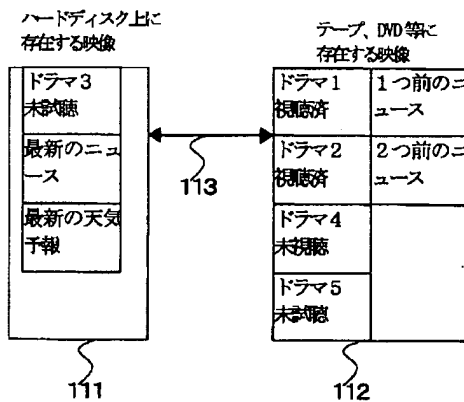 ハードディスク上に
存在する映像
テープ、DVD等に
存在する映像
ドラマ3
未試聴
最新のニュ
ース
最新の天気
予報
113
ドラマ1
視聴済
1つ前のニ
ュース
ドラマ2
視聴済
2つ前のニ
ュース
ドラマ4
未視聴
ドラマ5
未試聴
111
112